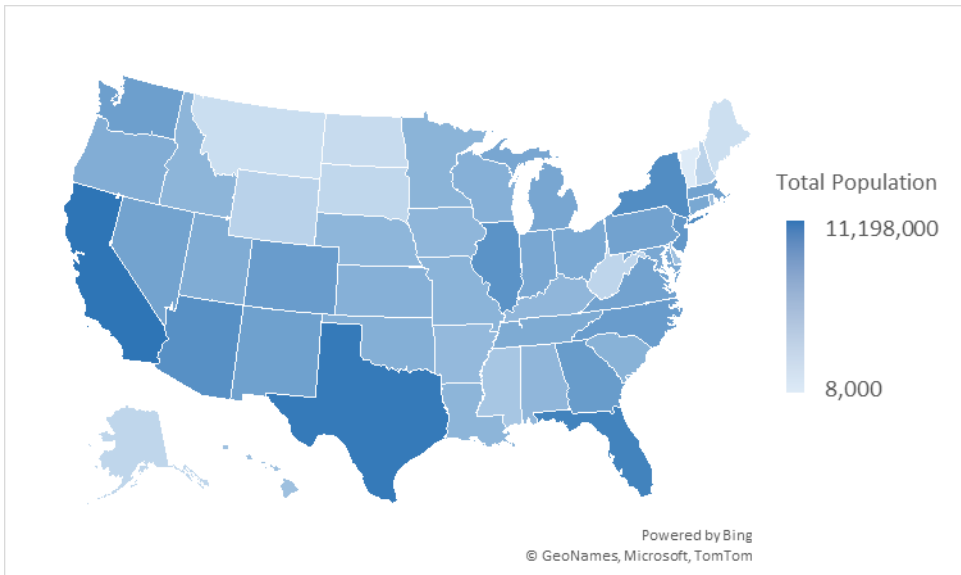 Total Population
11,198,000
8,000
Powered by Bing
© GeoNames, Microsoft, TomTom